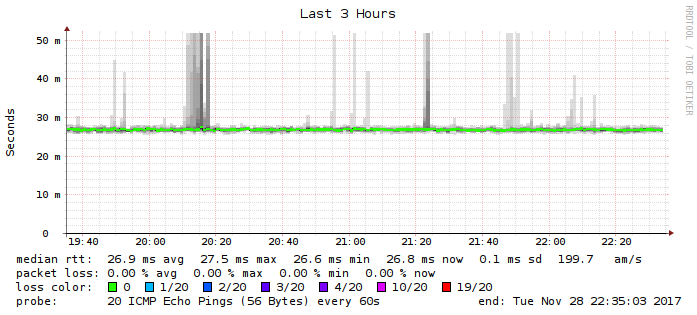 Last 3 Hours
RRDTOOL / TOBI OETIKER
Seconds
50 m
40 m
30 m
20 m
10 m
0
19:40 20:00 20:20 20:40 21:00 21:20 21:40 22:00 22:20
median rtt: 26.9 ms avg 27.5 ms max 26.6 ms min 26.8 ms now 0.1 ms sd 199.7 am/s
packet loss: 0.00 % avg 0.00 % max 0.00 % min 0.00 % now
loss color: 0 1/20 2/20 3/20 4/20 10/20 19/20
probe: 20 ICMP Echo Pings (56 Bytes) every 60s end: Tue Nov 28 22:35:03 2017